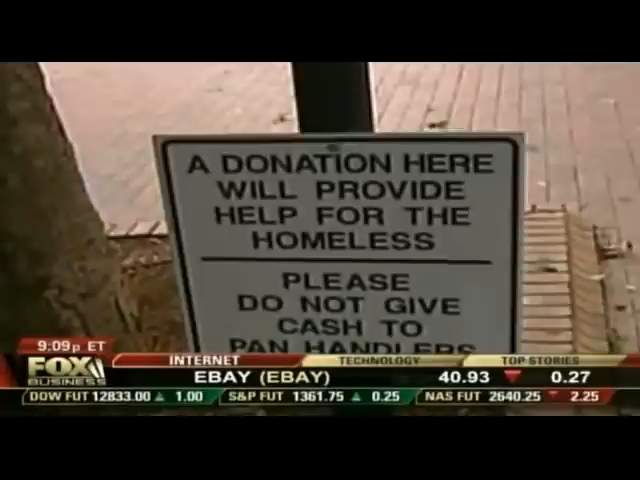 A DONATION HERE
WILL PROVIDE
HELP FOR THE
HOMELESS
PLEASE
DO NOT GIVE
CASH TO
PAN HANDLERS
9:09p ET
INTERNET TECHNOLOGY TOP STORIES
FOX
BUSINESS
EBAY (EBAY) 40.93 ▼ 0.27
DOW FUT 12833.00 ▲ 1.00 S&P FUT 1361.75 ▲ 0.25 NAS FUT 2640.25 ▼ 2.25